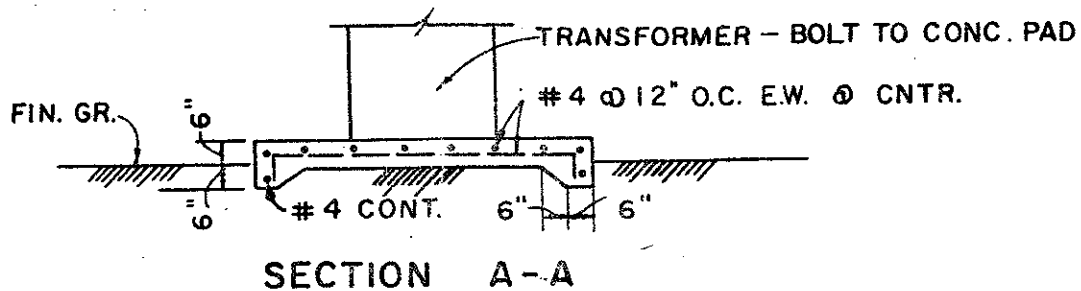 TRANSFORMER – BOLT TO CONC. PAD
#4 @ 12" O.C. E.W. @ CNTR.
FIN. GR.
6"
6"
#4 CONT.
6" 6"
SECTION A-A